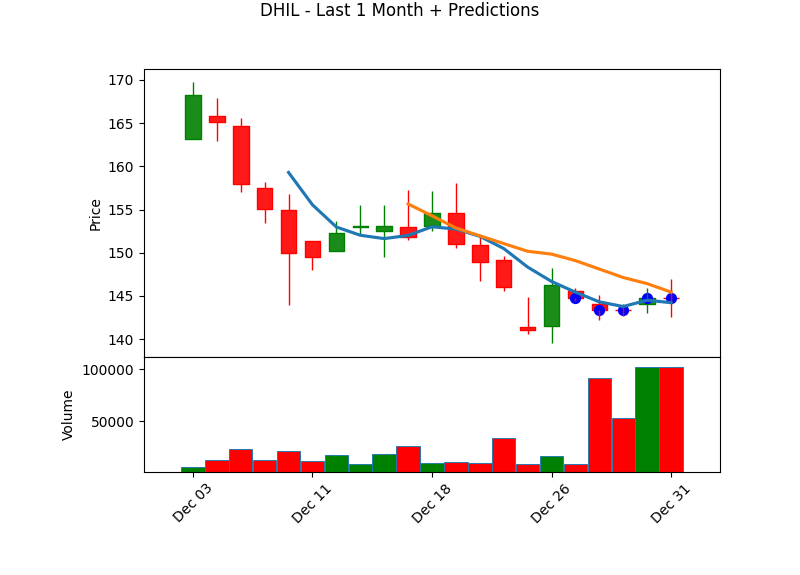 DHIL - Last 1 Month + Predictions
170
165
160
155
150
145
140
Price
100000
50000
Volume
Dec 03
Dec 11
Dec 18
Dec 26
Dec 31